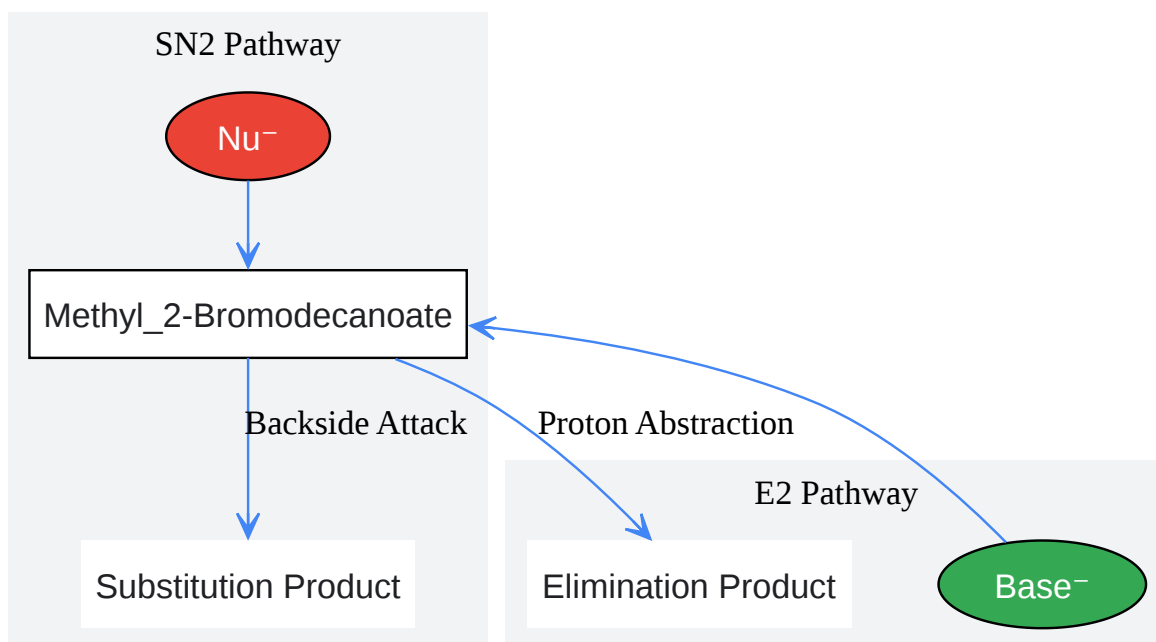 SN2 Pathway
Nu⁻
Methyl_2-Bromodecanoate
Backside Attack
Proton Abstraction
E2 Pathway
Substitution Product
Elimination Product
Base⁻